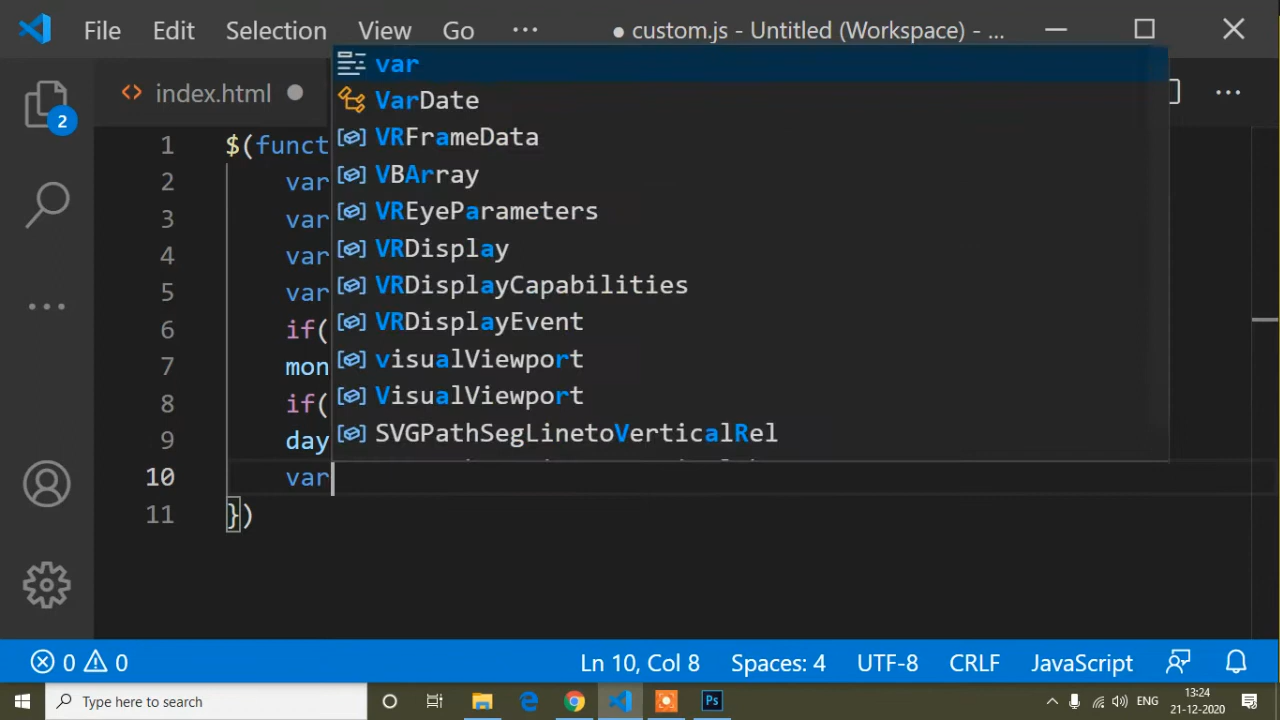 File Edit Selection View Go ··· ● custom.js - Untitled (Workspace) - ...
index.html ●
2
var
VarDate
VRFrameData
VBArray
VREyeParameters
VRDisplay
VRDisplayCapabilities
VRDisplayEvent
visualViewport
VisualViewport
SVGPathSegLinetoVerticalRel
1 $(funct
2 var
3 var
4 var
5 var
6 if(
7 mon
8 if(
9 day
10 var
11 })
0 0 Ln 10, Col 8 Spaces: 4 UTF-8 CRLF JavaScript
Type here to search
Ps
ENG
13:24
21-12-2020